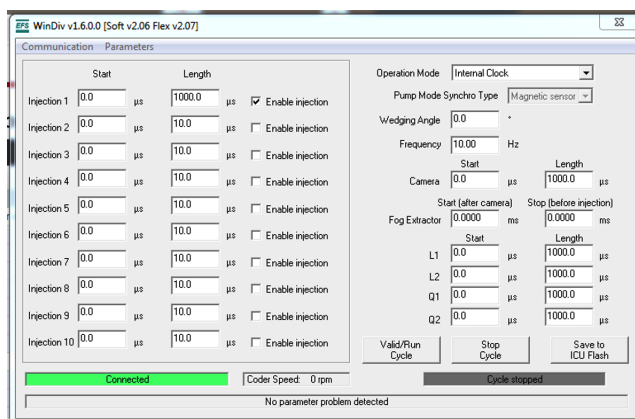 EFS WinDiv v1.6.0.0 [Soft v2.06 Flex v2.07]
Communication Parameters
Start Length
Injection 1 0.0 µs 1000.0 µs Enable injection
Injection 2 0.0 µs 10.0 µs Enable injection
Injection 3 0.0 µs 10.0 µs Enable injection
Injection 4 0.0 µs 10.0 µs Enable injection
Injection 5 0.0 µs 10.0 µs Enable injection
Injection 6 0.0 µs 10.0 µs Enable injection
Injection 7 0.0 µs 10.0 µs Enable injection
Injection 8 0.0 µs 10.0 µs Enable injection
Injection 9 0.0 µs 10.0 µs Enable injection
Injection 10 0.0 µs 10.0 µs Enable injection
Operation Mode Internal Clock
Pump Mode Synchro Type Magnetic sensor
Wedging Angle 0.0 °
Frequency 10.00 Hz
Start Length
Camera 0.0 µs 1000.0 µs
Start (after camera) Stop (before injection)
Fog Extractor 0.0000 ms 0.0000 ms
Start Length
L1 0.0 µs 1000.0 µs
L2 0.0 µs 1000.0 µs
Q1 0.0 µs 1000.0 µs
Q2 0.0 µs 1000.0 µs
Valid/Run Cycle
Stop Cycle
Save to ICU Flash
Connected
Coder Speed: 0 rpm
Cycle stopped
No parameter problem detected